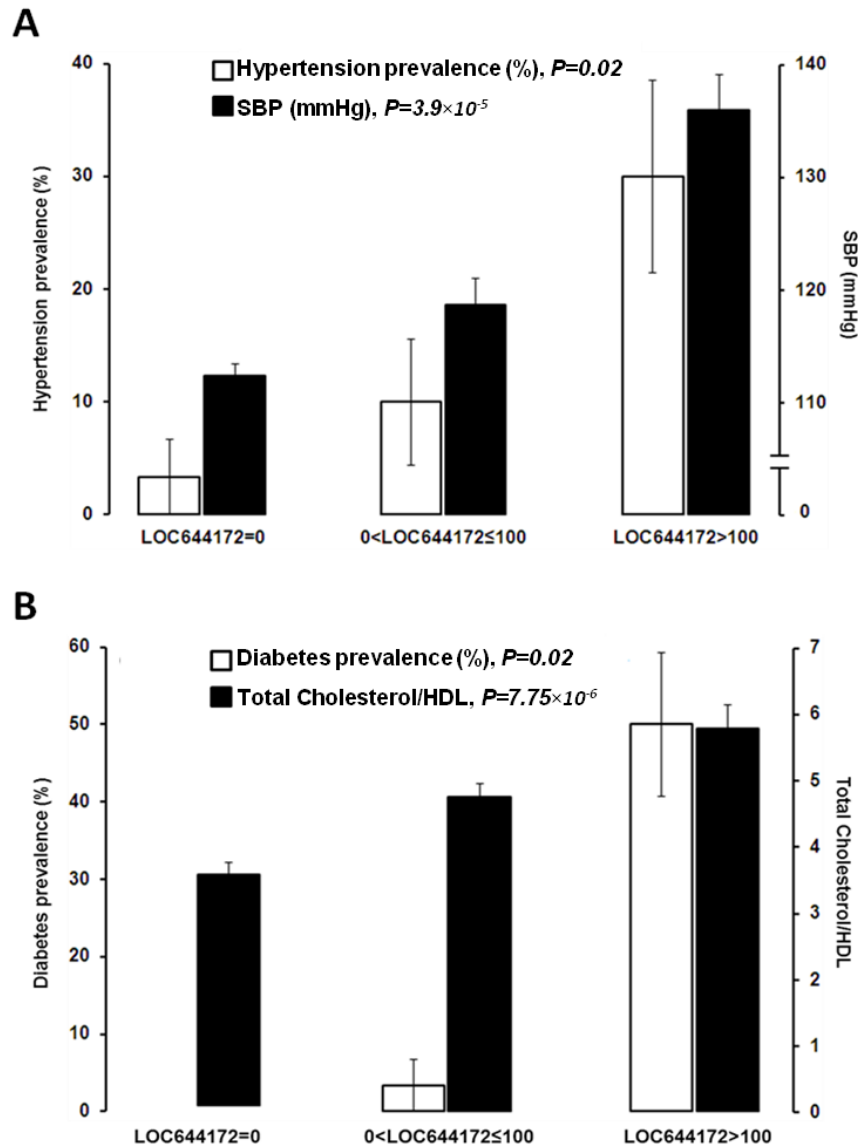 A
Hypertension prevalence (%), P=0.02
SBP (mmHg), P=3.9×10-5
40
30
20
10
0
Hypertension prevalence (%)
140
130
120
110
0
SBP (mmHg)
LOC644172=0
0<LOC644172≤100
LOC644172>100
B
Diabetes prevalence (%), P=0.02
Total Cholesterol/HDL, P=7.75×10-6
60
50
40
30
20
10
0
Diabetes prevalence (%)
7
6
5
4
3
2
1
0
Total Cholesterol/HDL
LOC644172=0
0<LOC644172≤100
LOC644172>100